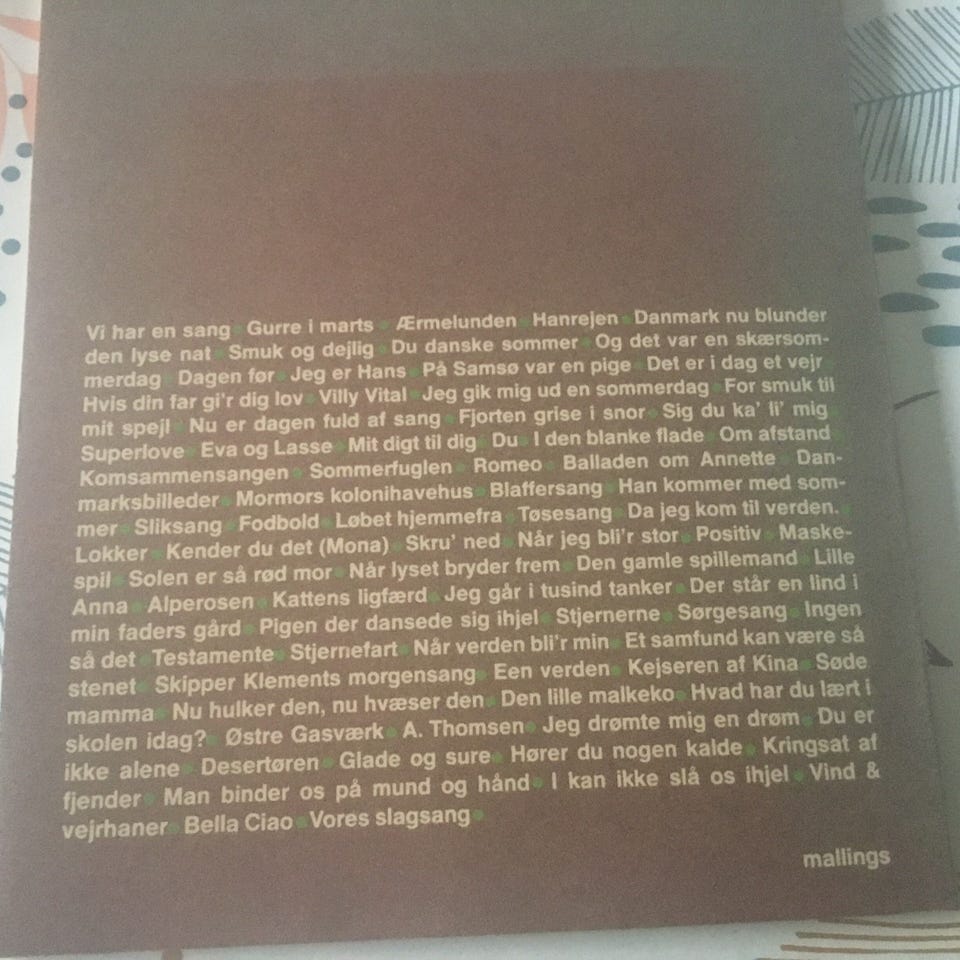 Vi har en sang • Gurre i marts • Ærmelunden • Hanrejen • Danmark nu blunder
den lyse nat • Smuk og dejlig • Du danske sommer • Og det var en skærsom-
merdag • Dagen før • Jeg er Hans • På Samsø var en pige • Det er i dag et vejr
Hvis din far gi'r dig lov • Villy Vital • Jeg gik mig ud en sommerdag • For smuk til
mit spejl • Nu er dagen fuld af sang • Fjorten grise i snor • Sig du ka' li' mig
Superlove • Eva og Lasse • Mit digt til dig • Du • I den blanke flade • Om afstand
Komsammensangen • Sommerfuglen • Romeo • Balladen om Annette • Dan-
marksbilleder • Mormors kolonihavehus • Blaffersang • Han kommer med som-
mer • Sliksang • Fodbold • Løbet hjemmefra • Tøsesang • Da jeg kom til verden.
Lokker • Kender du det (Mona) • Skru' ned • Når jeg bli'r stor • Positiv • Maske-
spil • Solen er så rød mor • Når lyset bryder frem • Den gamle spillemand • Lille
Anna • Alperosen • Kattens ligfærd • Jeg går i tusind tanker • Der står en lind i
min faders gård • Pigen der dansede sig ihjel • Stjernerne • Sørgesang • Ingen
så det • Testamente • Stjernefart • Når verden bli'r min • Et samfund kan være så
stenet • Skipper Klements morgensang • Een verden • Kejseren af Kina • Søde
mamma • Nu hulker den, nu hvæser den • Den lille malkeko • Hvad har du lært i
skolen idag? • Østre Gasværk • A. Thomsen • Jeg drømte mig en drøm • Du er
ikke alene • Desertøren • Glade og sure • Hører du nogen kalde • Kringsat af
fjender • Man binder os på mund og hånd • I kan ikke slå os ihjel • Vind &
vejrhaner • Bella Ciao • Vores slagsang •
mallings